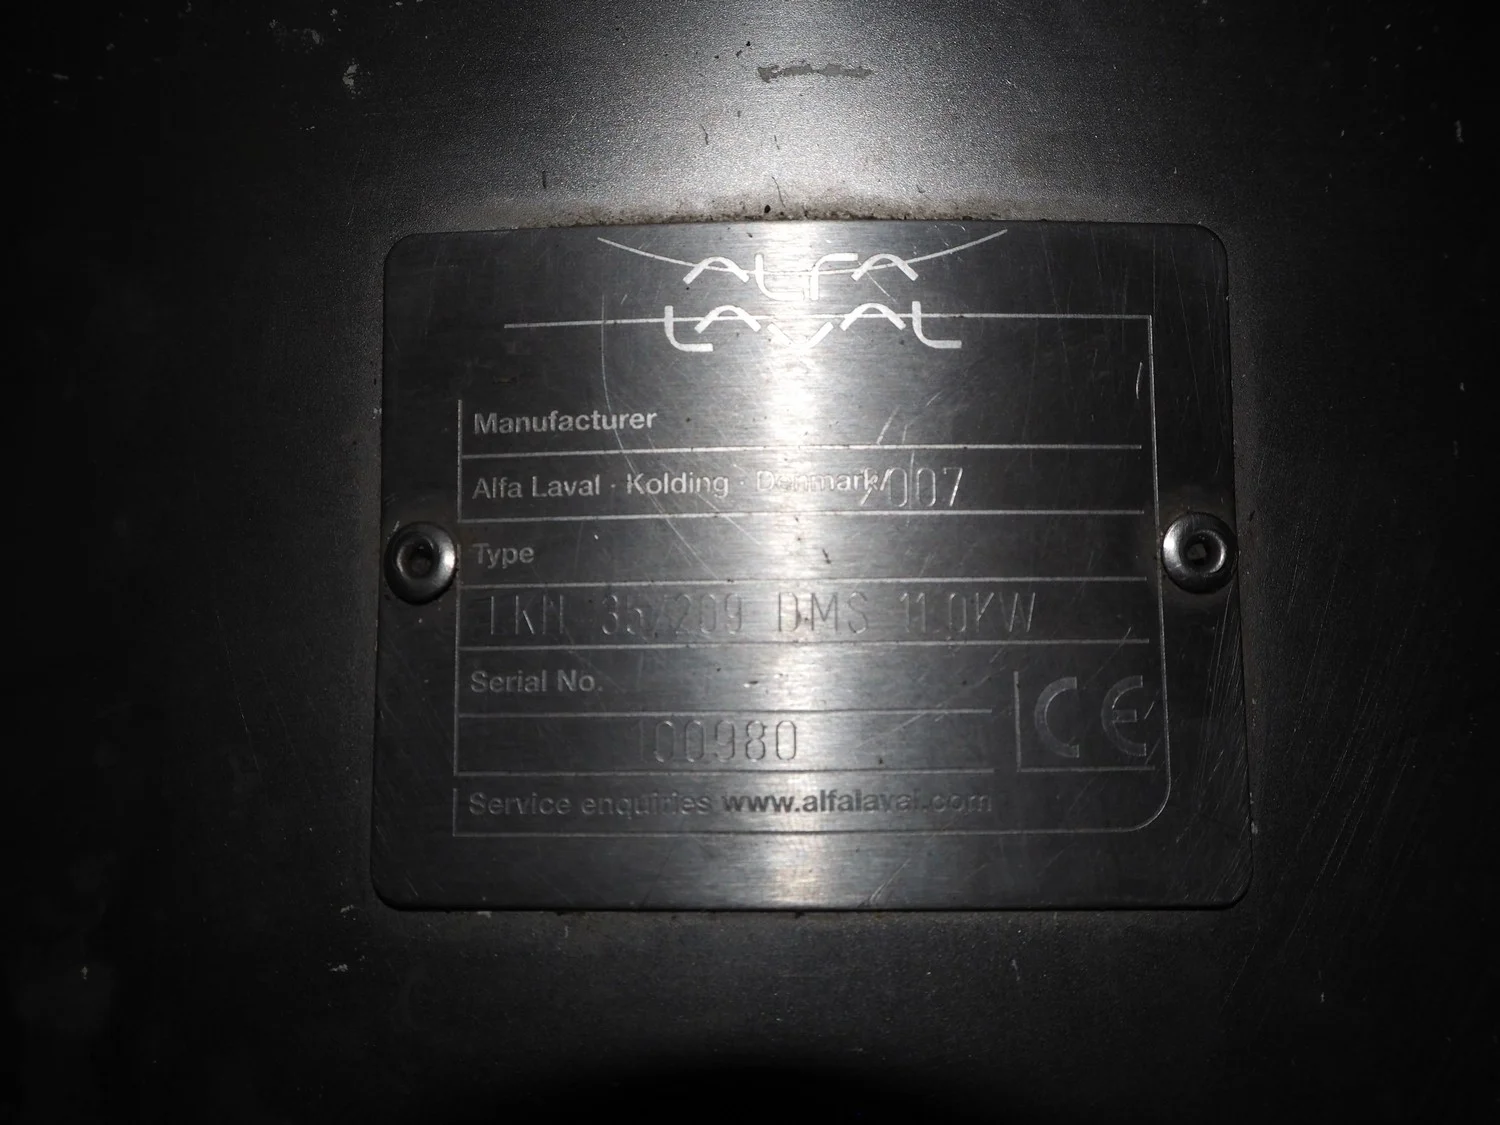 ALFA
LAVAL
Manufacturer
Alfa Laval · Kolding · Denmark/2007
Type
LKH 35/209 DMS 11.0KW
Serial No.
CE
100980
Service enquiries www.alfalaval.com